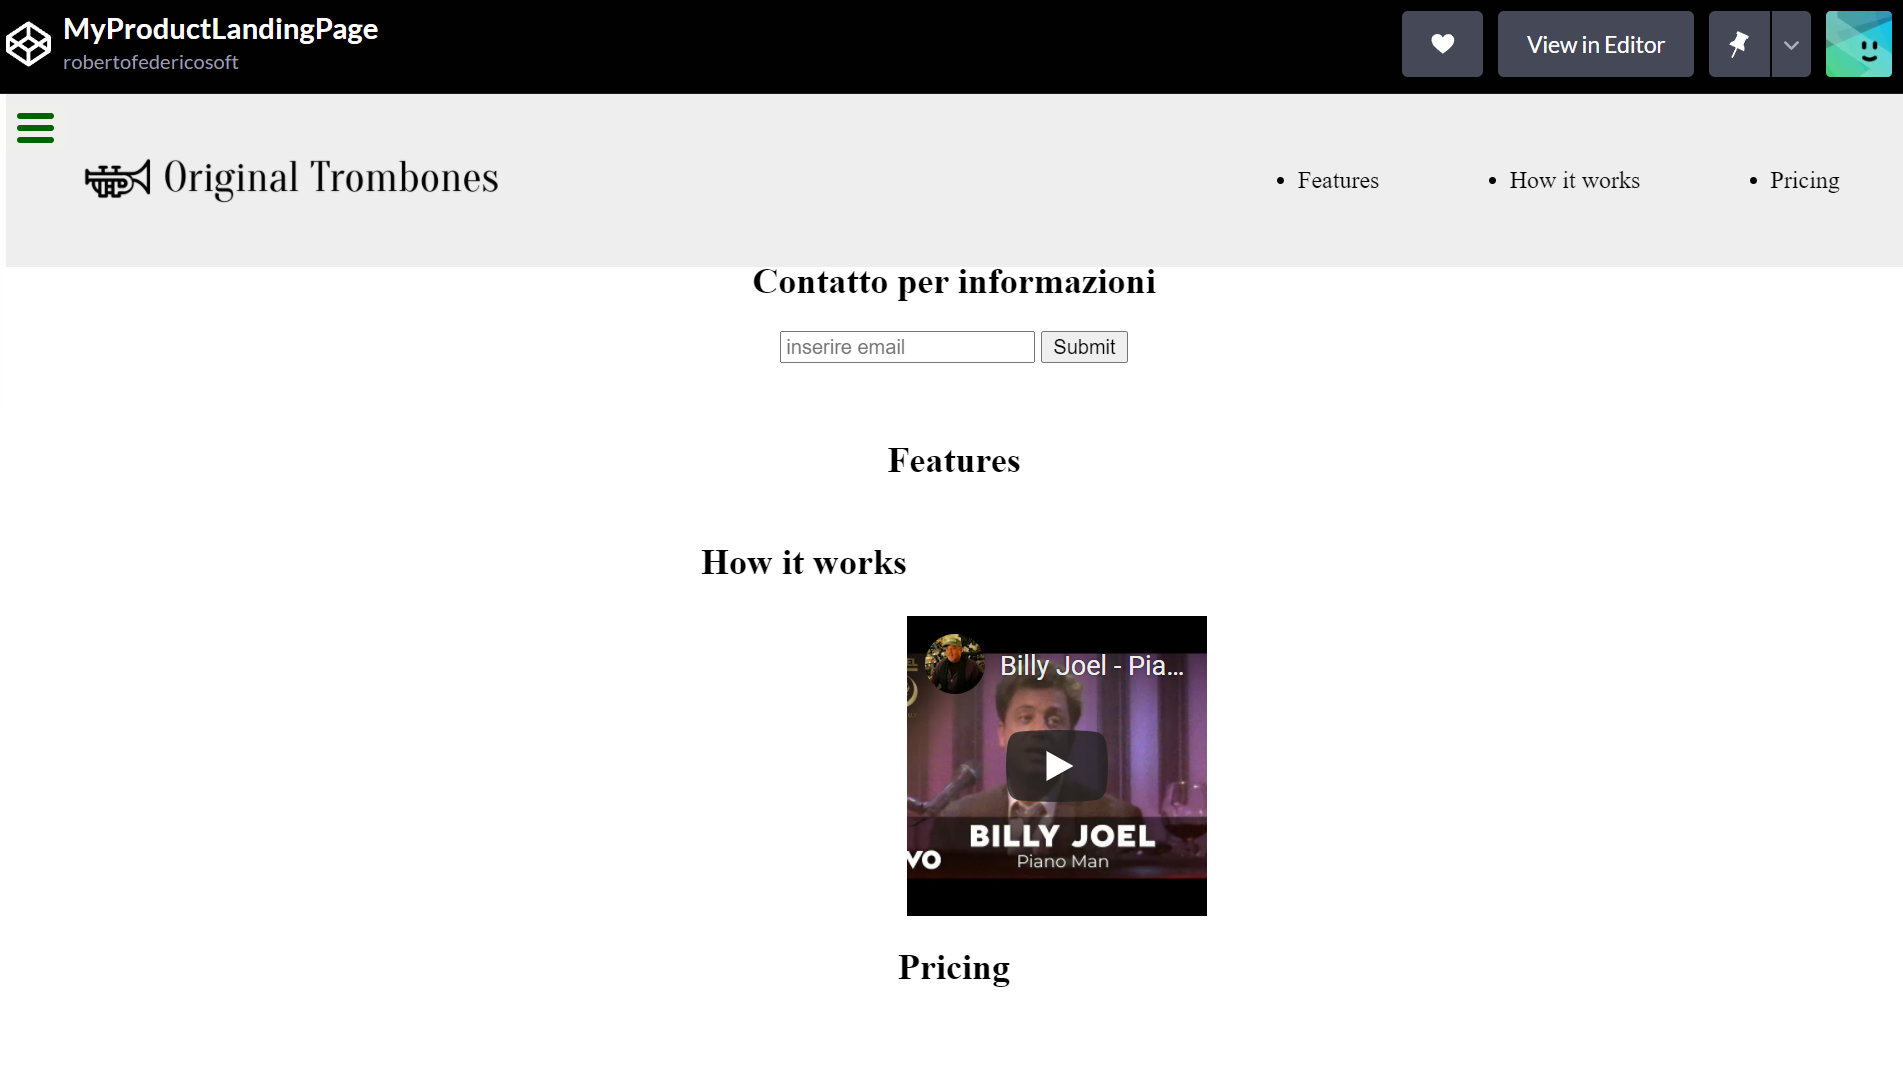 MyProductLandingPage
robertofedericosoft
View in Editor
Original Trombones
Features
How it works
Pricing
Contatto per informazioni
inserire email
Submit
Features
How it works
Billy Joel - Pia...
BILLY JOEL
Piano Man
VO
Pricing